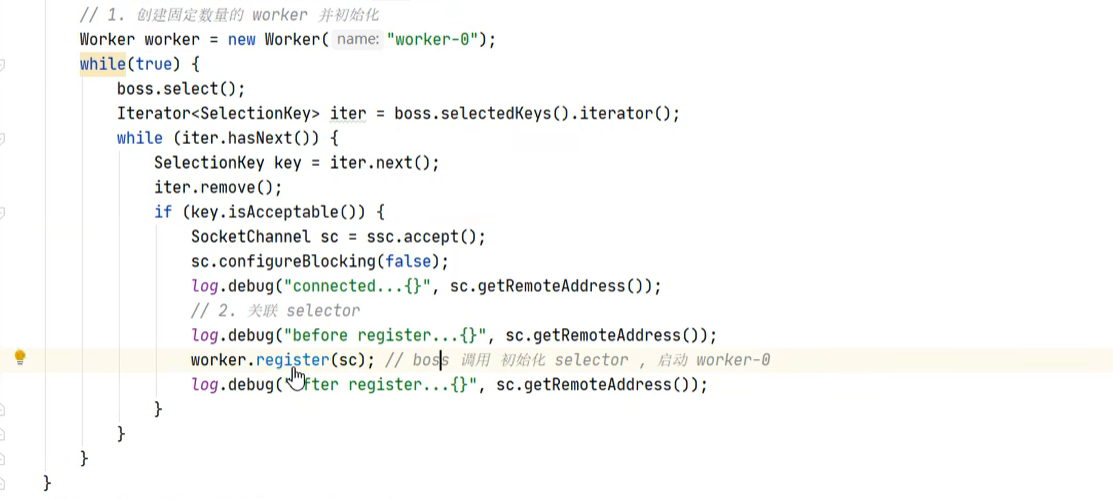 // 1. 创建固定数量的 worker 并初始化
Worker worker = new Worker( name: "worker-0");
while(true) {
boss.select();
Iterator<SelectionKey> iter = boss.selectedKeys().iterator();
while (iter.hasNext()) {
SelectionKey key = iter.next();
iter.remove();
if (key.isAcceptable()) {
SocketChannel sc = ssc.accept();
sc.configureBlocking(false);
log.debug("connected...{}", sc.getRemoteAddress());
// 2. 关联 selector
log.debug("before register...{}", sc.getRemoteAddress());
worker.register(sc); // boss 调用 初始化 selector , 启动 worker-0
log.debug("after register...{}", sc.getRemoteAddress());
}
}
}
}